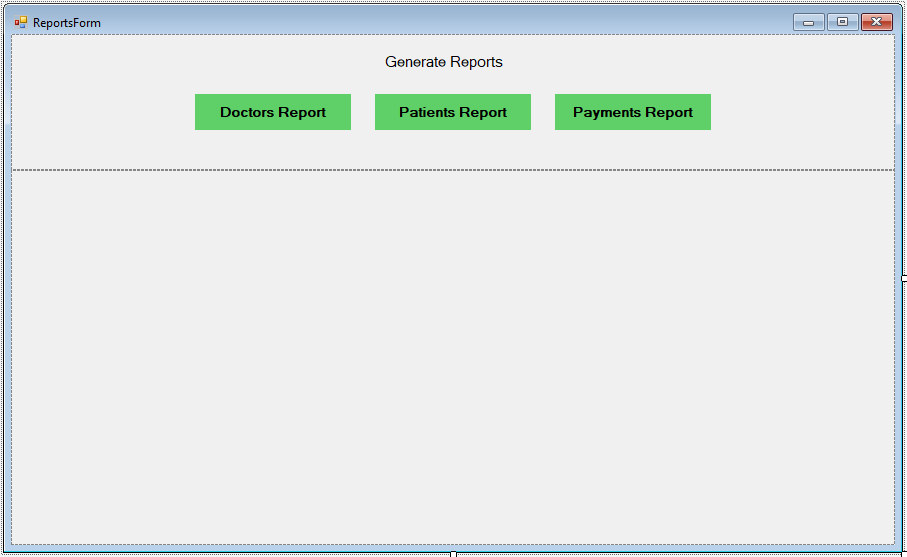 ReportsForm
Generate Reports
Doctors Report
Patients Report
Payments Report